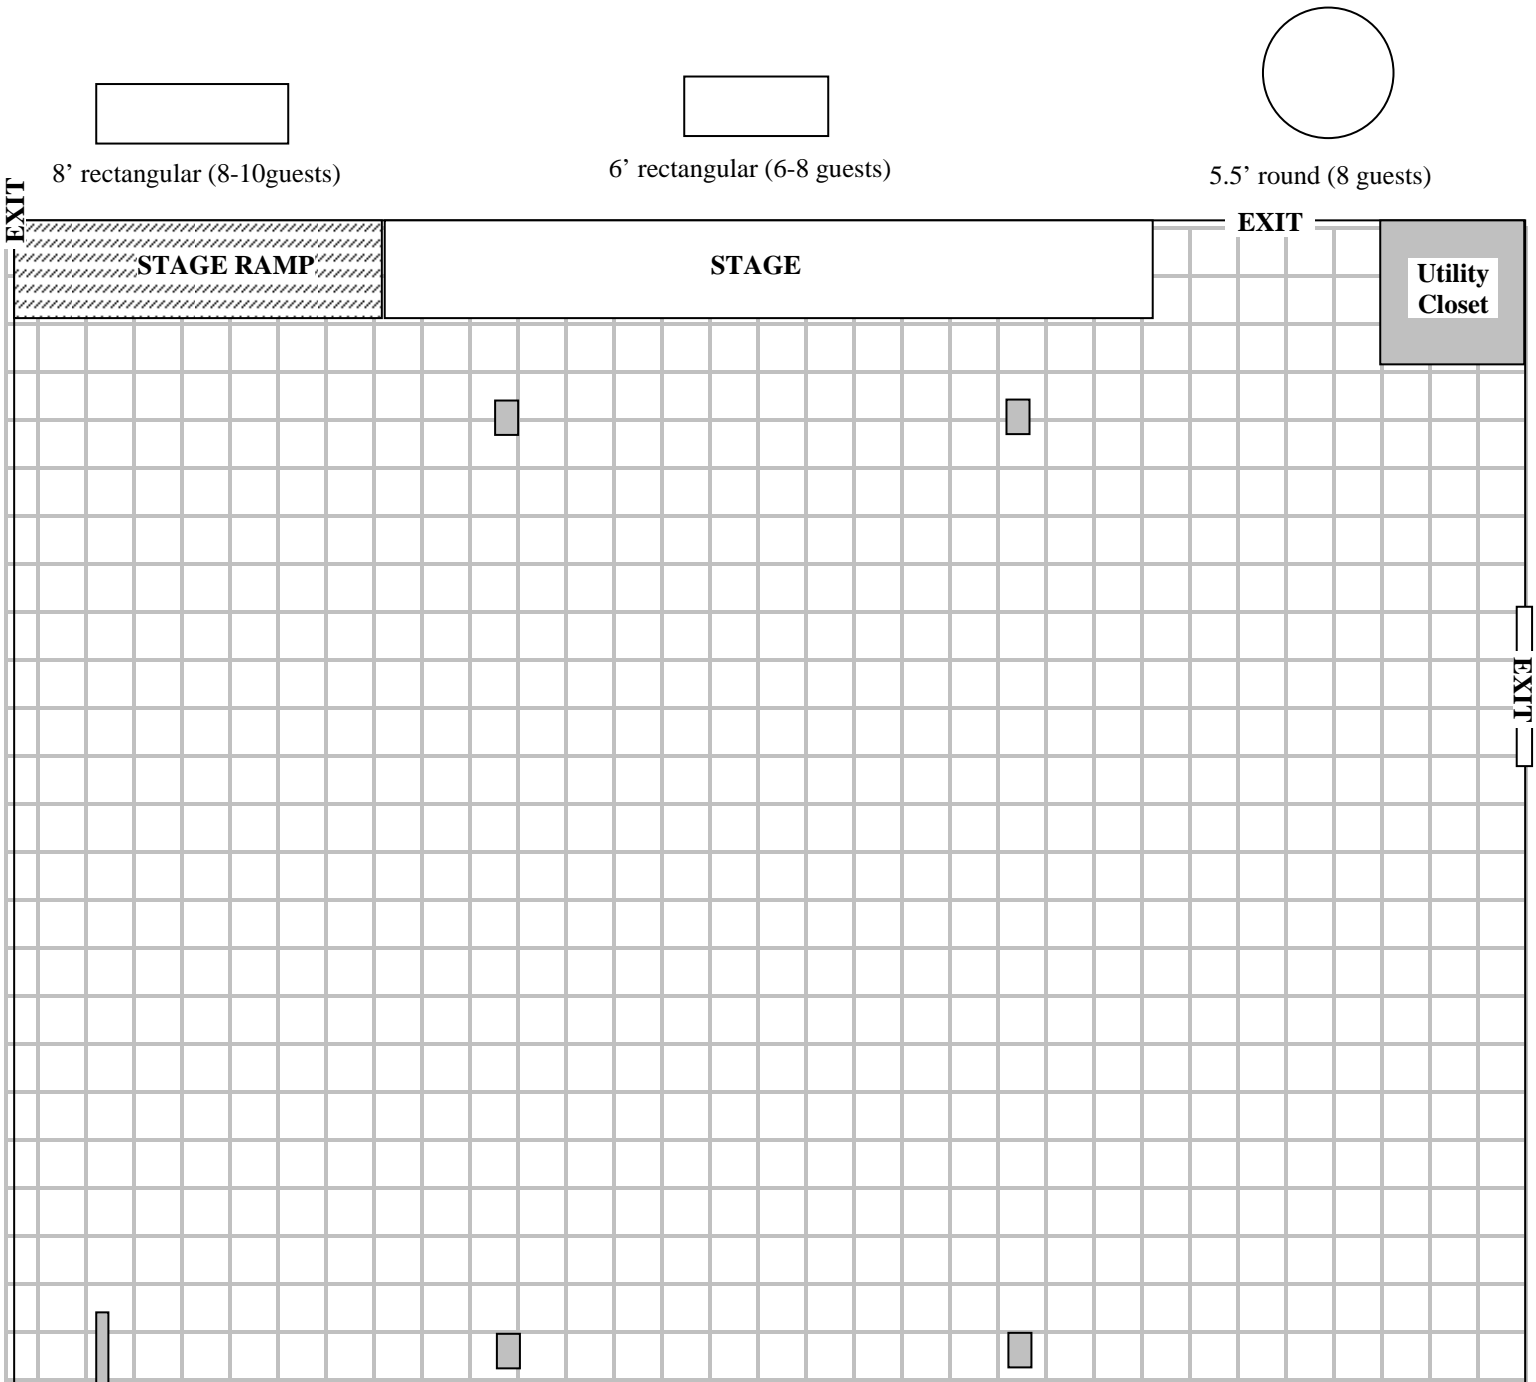 8’ rectangular (8-10guests)
6’ rectangular (6-8 guests)
5.5’ round (8 guests)
EXIT
STAGE RAMP
STAGE
EXIT
Utility
Closet
EXIT